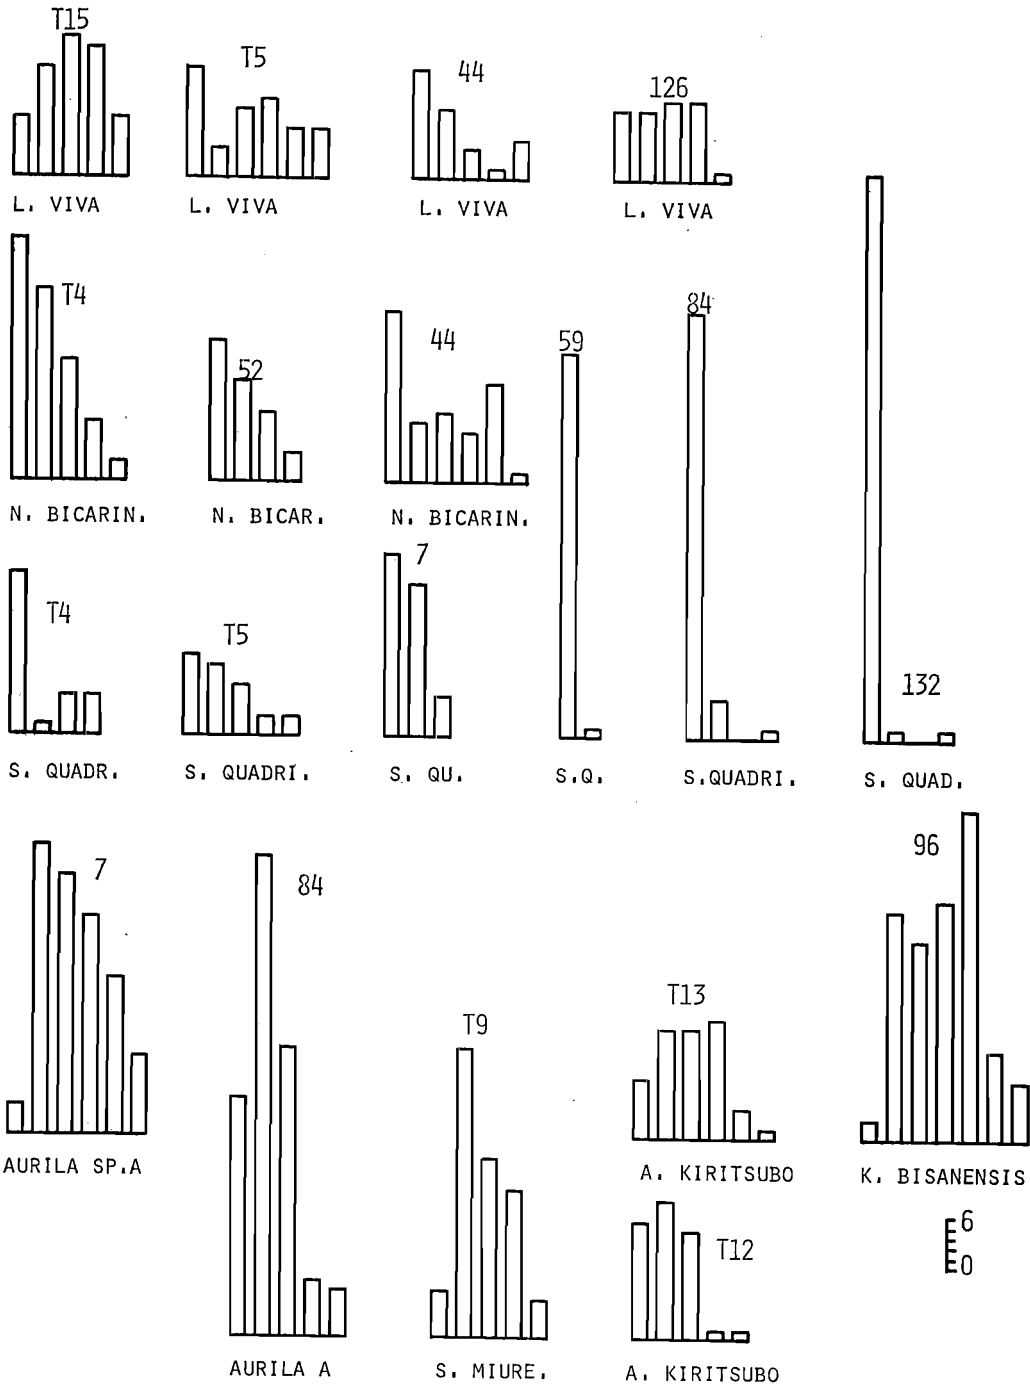 T15
T5
44
126
L. VIVA
L. VIVA
L. VIVA
L. VIVA
T4
52
44
59
84
N. BICARIN.
N. BICAR.
N. BICARIN.
T4
T5
7
132
S. QUADR.
S. QUADRI.
S. QU.
S.Q.
S.QUADRI.
S. QUAD.
7
84
T9
T13
96
AURILA SP.A
A. KIRITSUBO
K. BISANENSIS
T12
6
0
AURILA A
S. MIURE.
A. KIRITSUBO